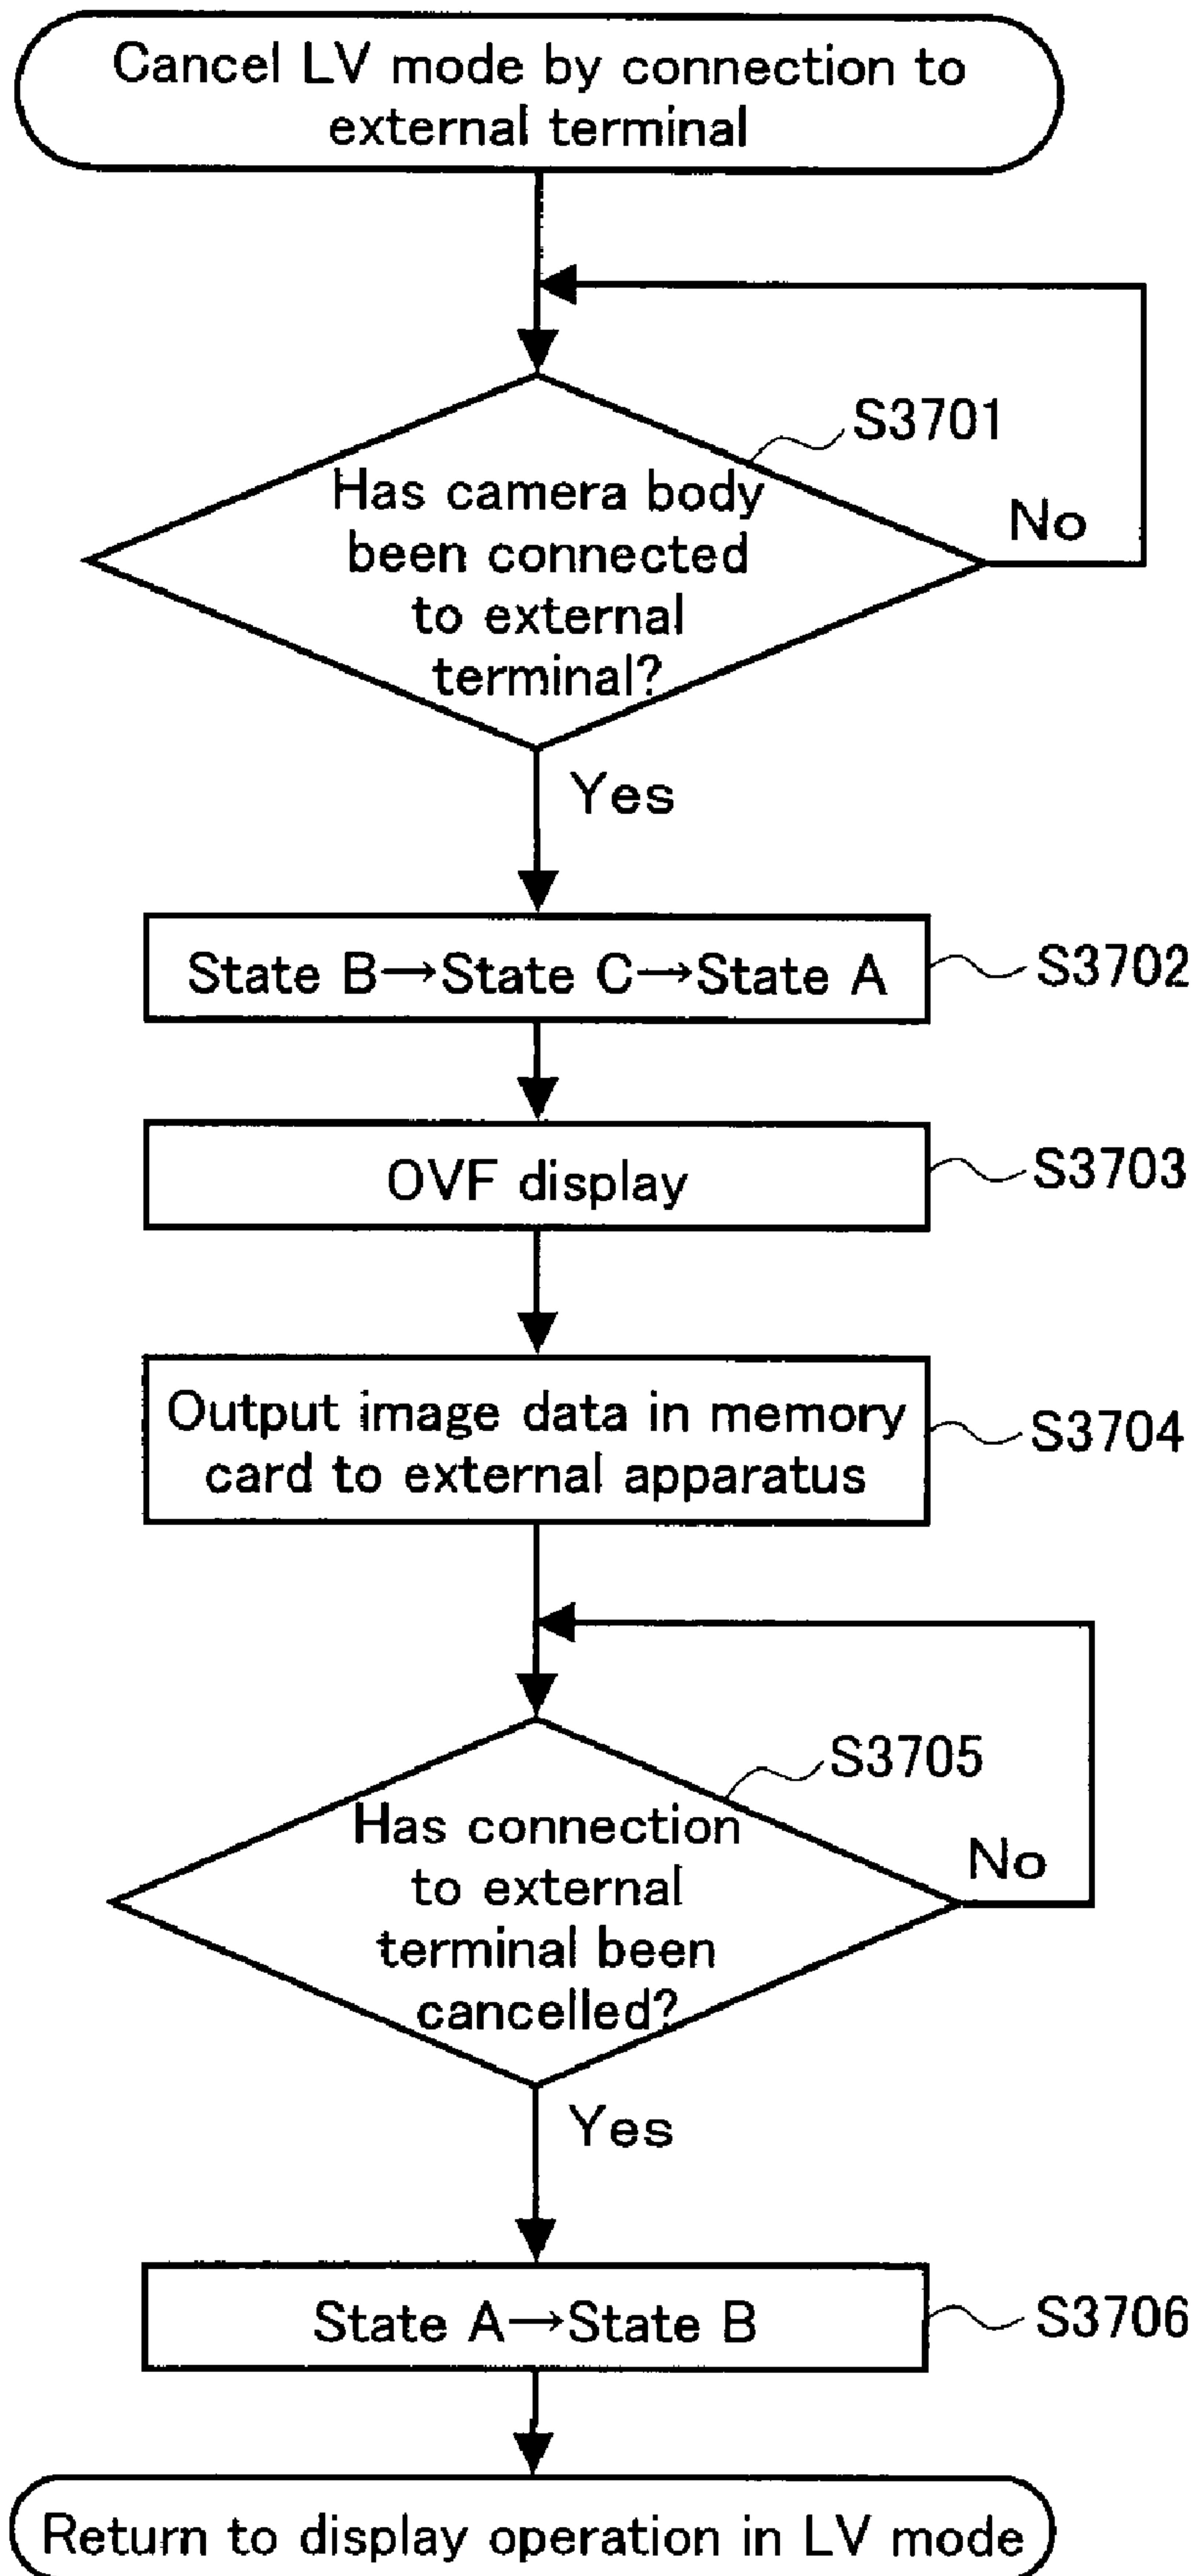 Cancel LV mode by connection to
external terminal
S3701
Has camera body
been connected
to external
terminal?
No
Yes
State B→State C→State A
S3702
OVF display
S3703
Output image data in memory
card to external apparatus
S3704
S3705
Has connection
to external
terminal been
cancelled?
No
Yes
State A→State B
S3706
Return to display operation in LV mode